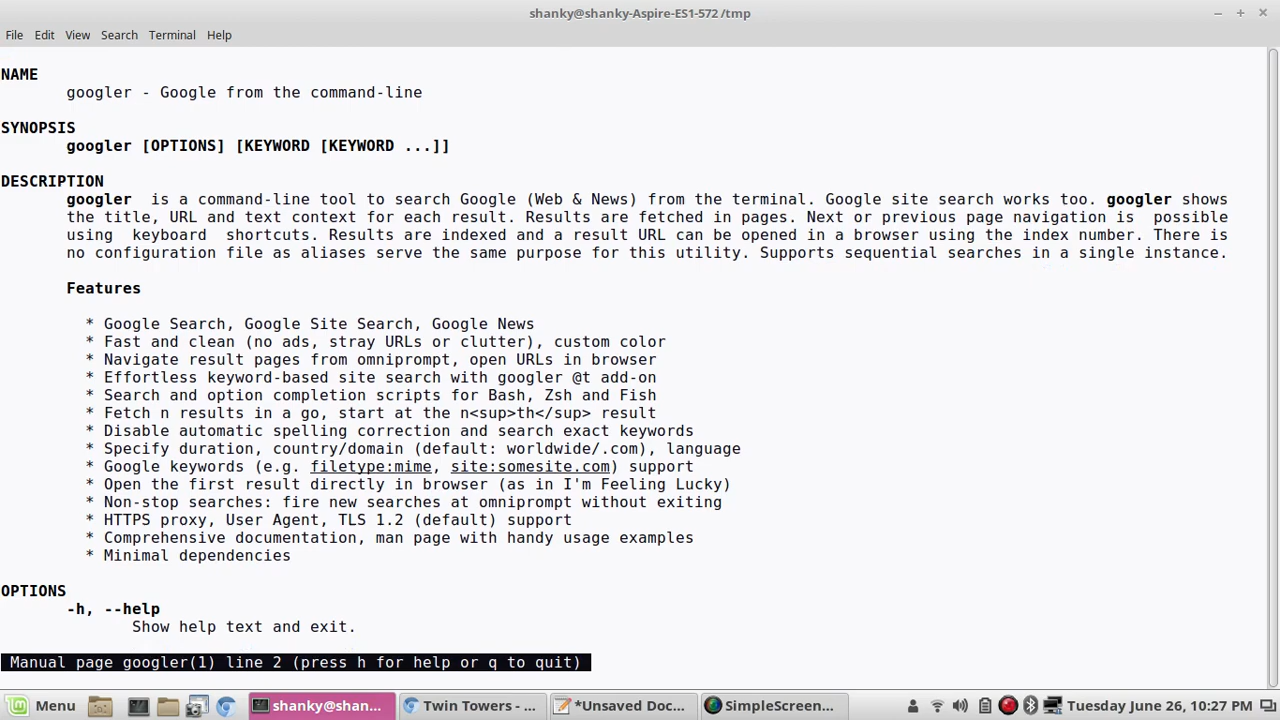 shanky@shanky-Aspire-ES1-572 /tmp
File Edit View Search Terminal Help
NAME
googler - Google from the command-line
SYNOPSIS
googler [OPTIONS] [KEYWORD [KEYWORD ...]]
DESCRIPTION
googler is a command-line tool to search Google (Web & News) from the terminal. Google site search works too. googler shows
the title, URL and text context for each result. Results are fetched in pages. Next or previous page navigation is possible
using keyboard shortcuts. Results are indexed and a result URL can be opened in a browser using the index number. There is
no configuration file as aliases serve the same purpose for this utility. Supports sequential searches in a single instance.
Features
* Google Search, Google Site Search, Google News
* Fast and clean (no ads, stray URLs or clutter), custom color
* Navigate result pages from omniprompt, open URLs in browser
* Effortless keyword-based site search with googler @t add-on
* Search and option completion scripts for Bash, Zsh and Fish
* Fetch n results in a go, start at the n<sup>th</sup> result
* Disable automatic spelling correction and search exact keywords
* Specify duration, country/domain (default: worldwide/.com), language
* Google keywords (e.g. filetype:mime, site:somesite.com) support
* Open the first result directly in browser (as in I'm Feeling Lucky)
* Non-stop searches: fire new searches at omniprompt without exiting
* HTTPS proxy, User Agent, TLS 1.2 (default) support
* Comprehensive documentation, man page with handy usage examples
* Minimal dependencies
OPTIONS
-h, --help
Show help text and exit.
Manual page googler(1) line 2 (press h for help or q to quit)
Menu shanky@shan... Twin Towers - ... *Unsaved Doc... SimpleScreen... Tuesday June 26, 10:27 PM